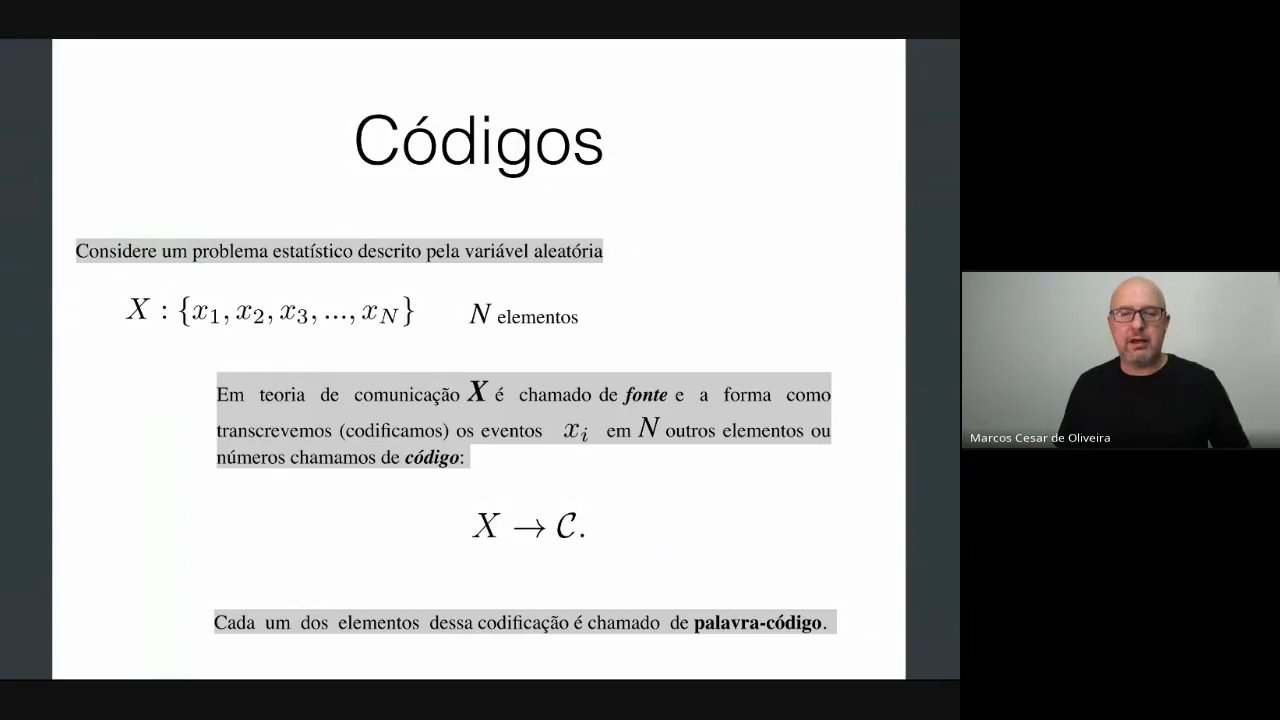 Códigos
Considere um problema estatístico descrito pela variável aleatória
X : {x₁, x₂, x₃, ..., x_N} N elementos
Em teoria de comunicação X é chamado de fonte e a forma como
transcrevemos (codificamos) os eventos x_i em N outros elementos ou
números chamamos de código:
X → C.
Cada um dos elementos dessa codificação é chamado de palavra-código.
Marcos Cesar de Oliveira